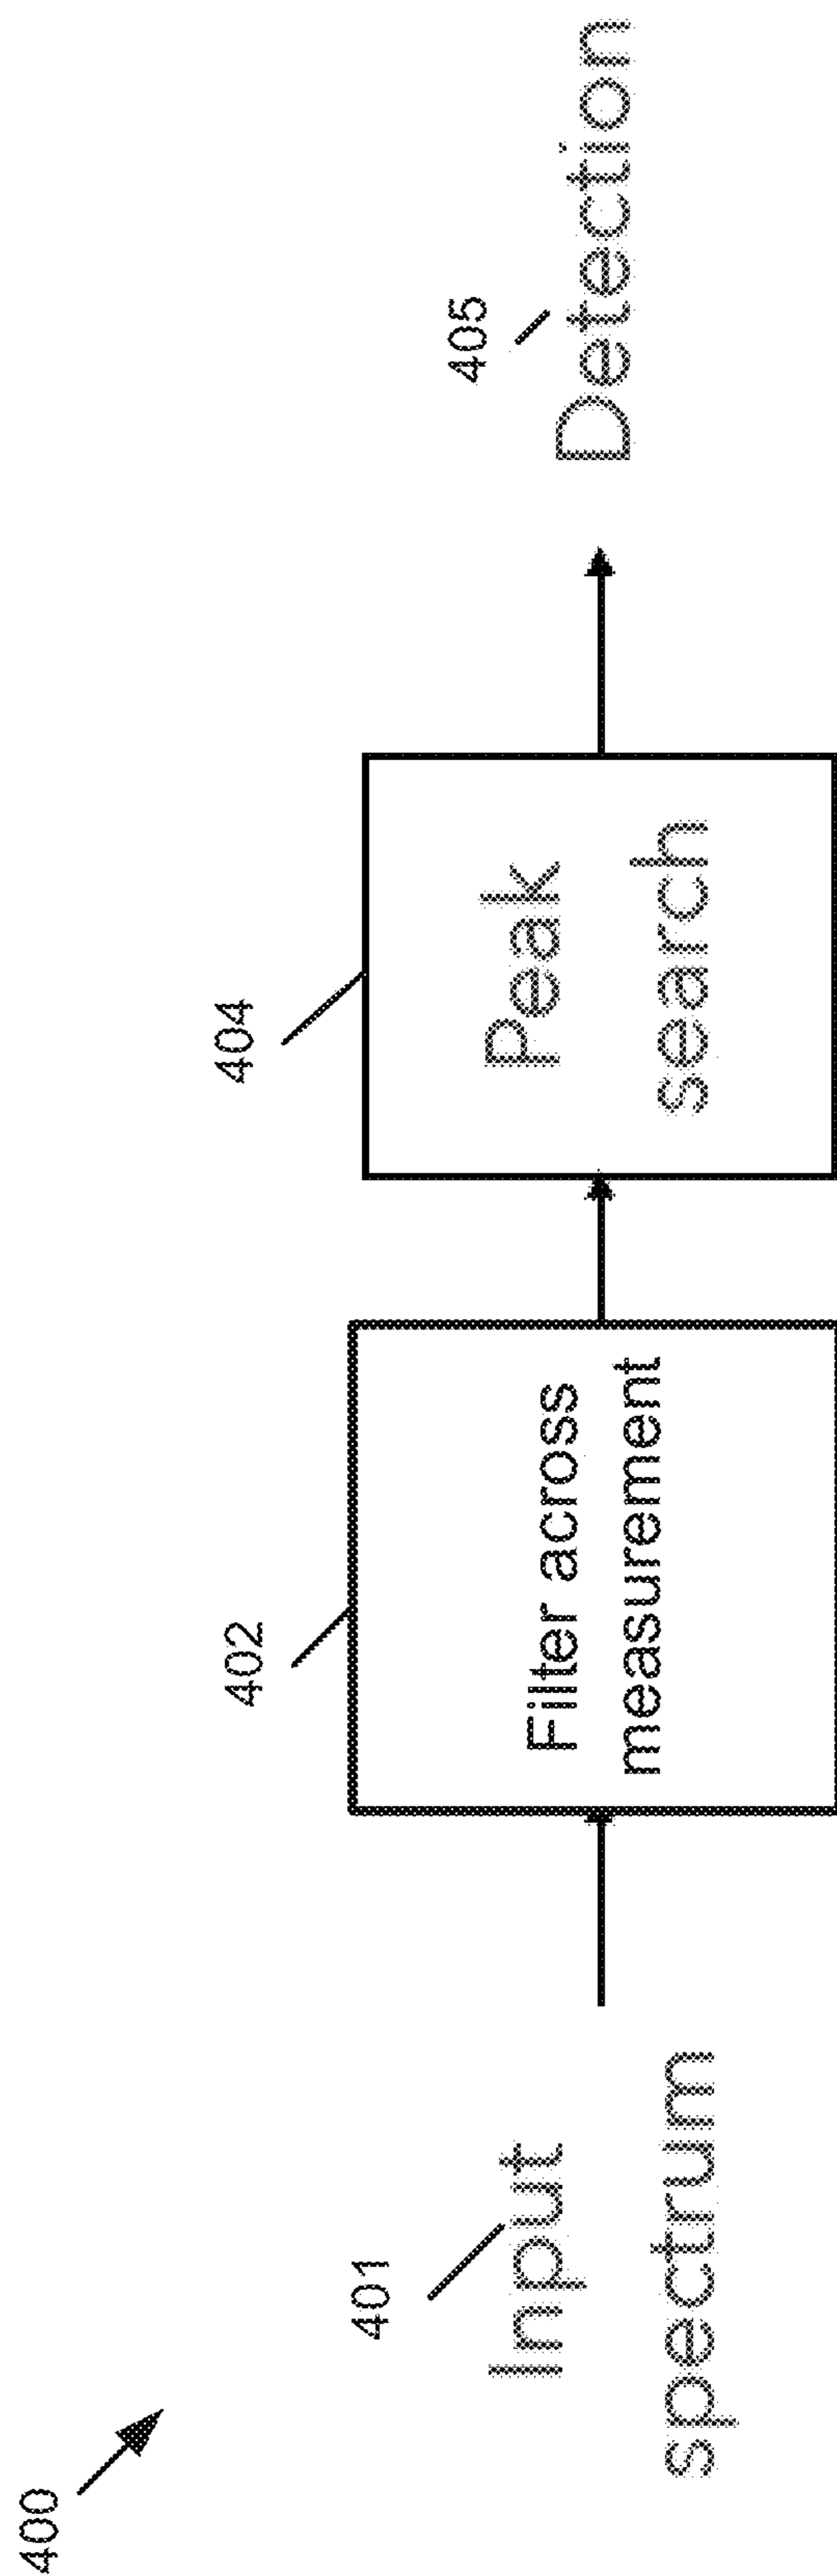 400
401
Input
spectrum
402
Filter across
measurement
404
Peak
search
405
Detection